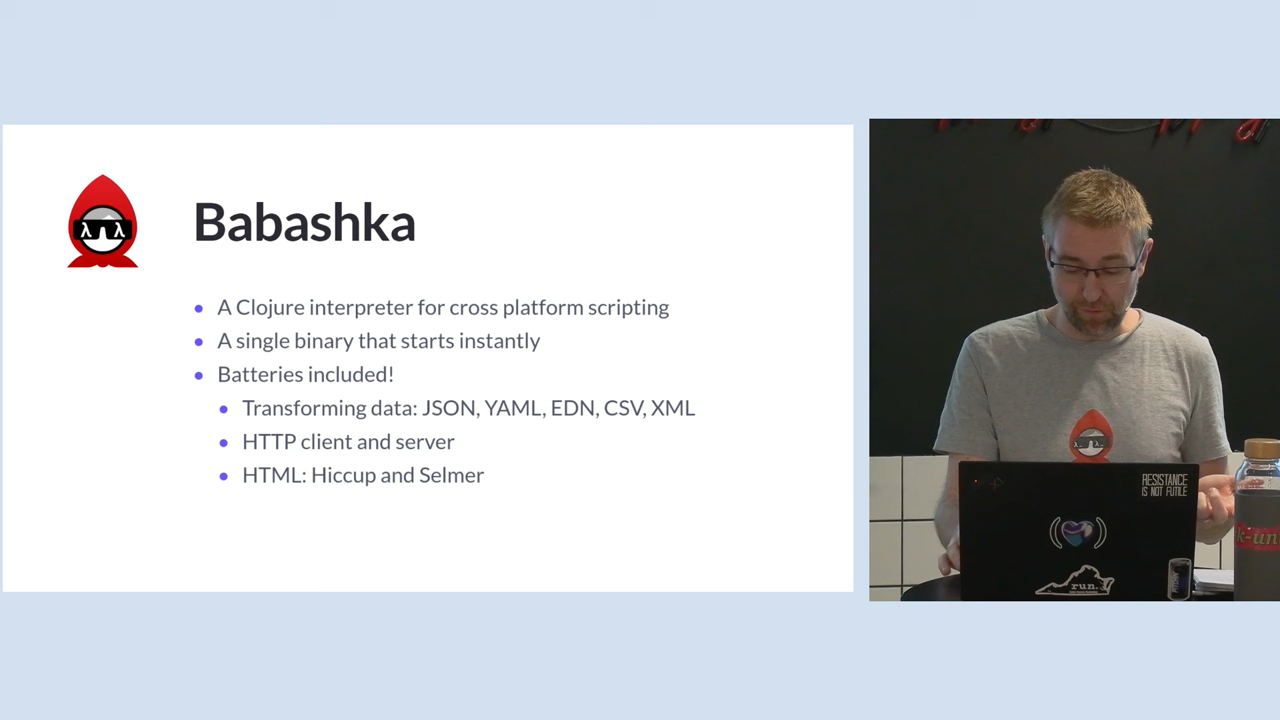 λ λ
Babashka
A Clojure interpreter for cross platform scripting
A single binary that starts instantly
Batteries included!
Transforming data: JSON, YAML, EDN, CSV, XML
HTTP client and server
HTML: Hiccup and Selmer
RESISTANCE
IS NOT FUTILE
run.
k-un